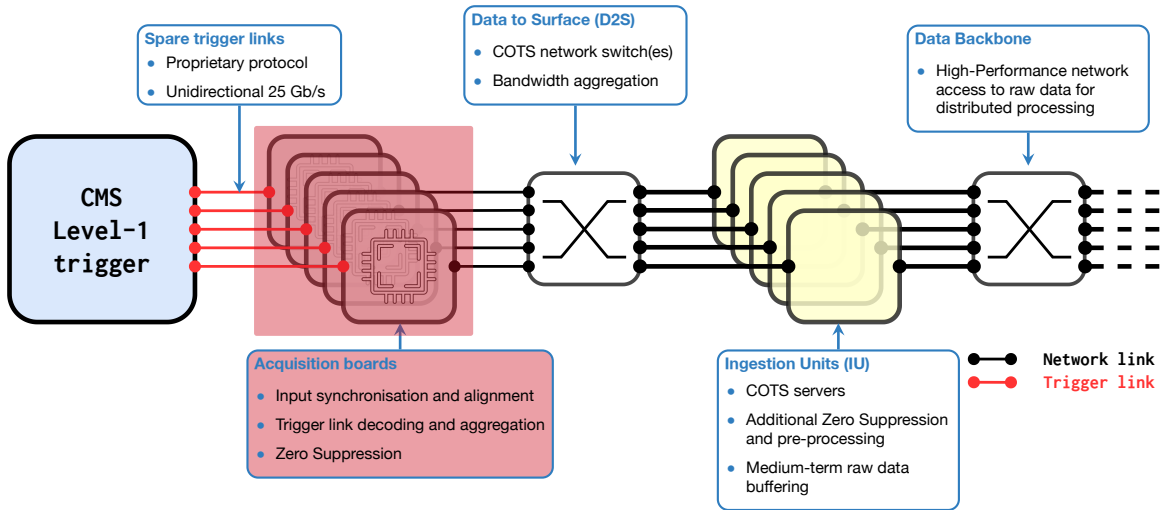 Spare trigger links
Proprietary protocol
Unidirectional 25 Gb/s
Data to Surface (D2S)
COTS network switch(es)
Bandwidth aggregation
Data Backbone
High-Performance network
access to raw data for
distributed processing
CMS
Level-1
trigger
Acquisition boards
Input synchronisation and alignment
Trigger link decoding and aggregation
Zero Suppression
Ingestion Units (IU)
COTS servers
Additional Zero Suppression
and pre-processing
Medium-term raw data
buffering
Network link
Trigger link